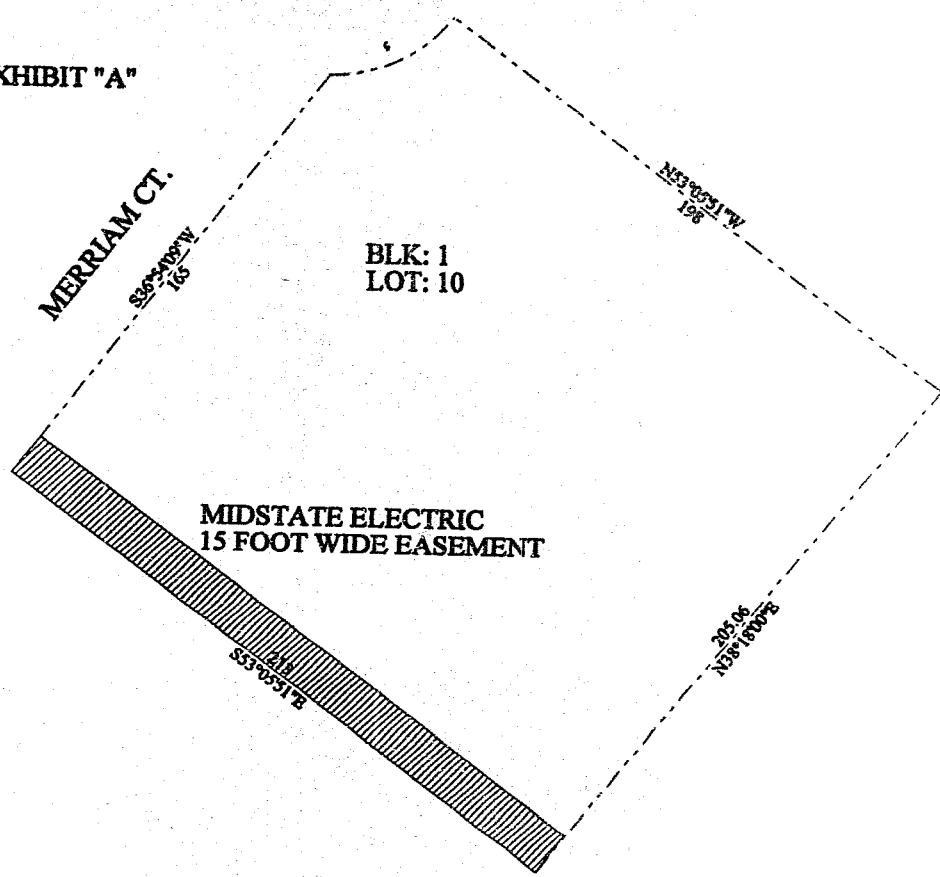 XHIBIT "A"
MERRIAM CT.
S36°54'09"W
165
BLK: 1
LOT: 10
N53°05'51"W
198
MIDSTATE ELECTRIC
15 FOOT WIDE EASEMENT
205.06
N38°18'00"E
218
S53°05'51"E